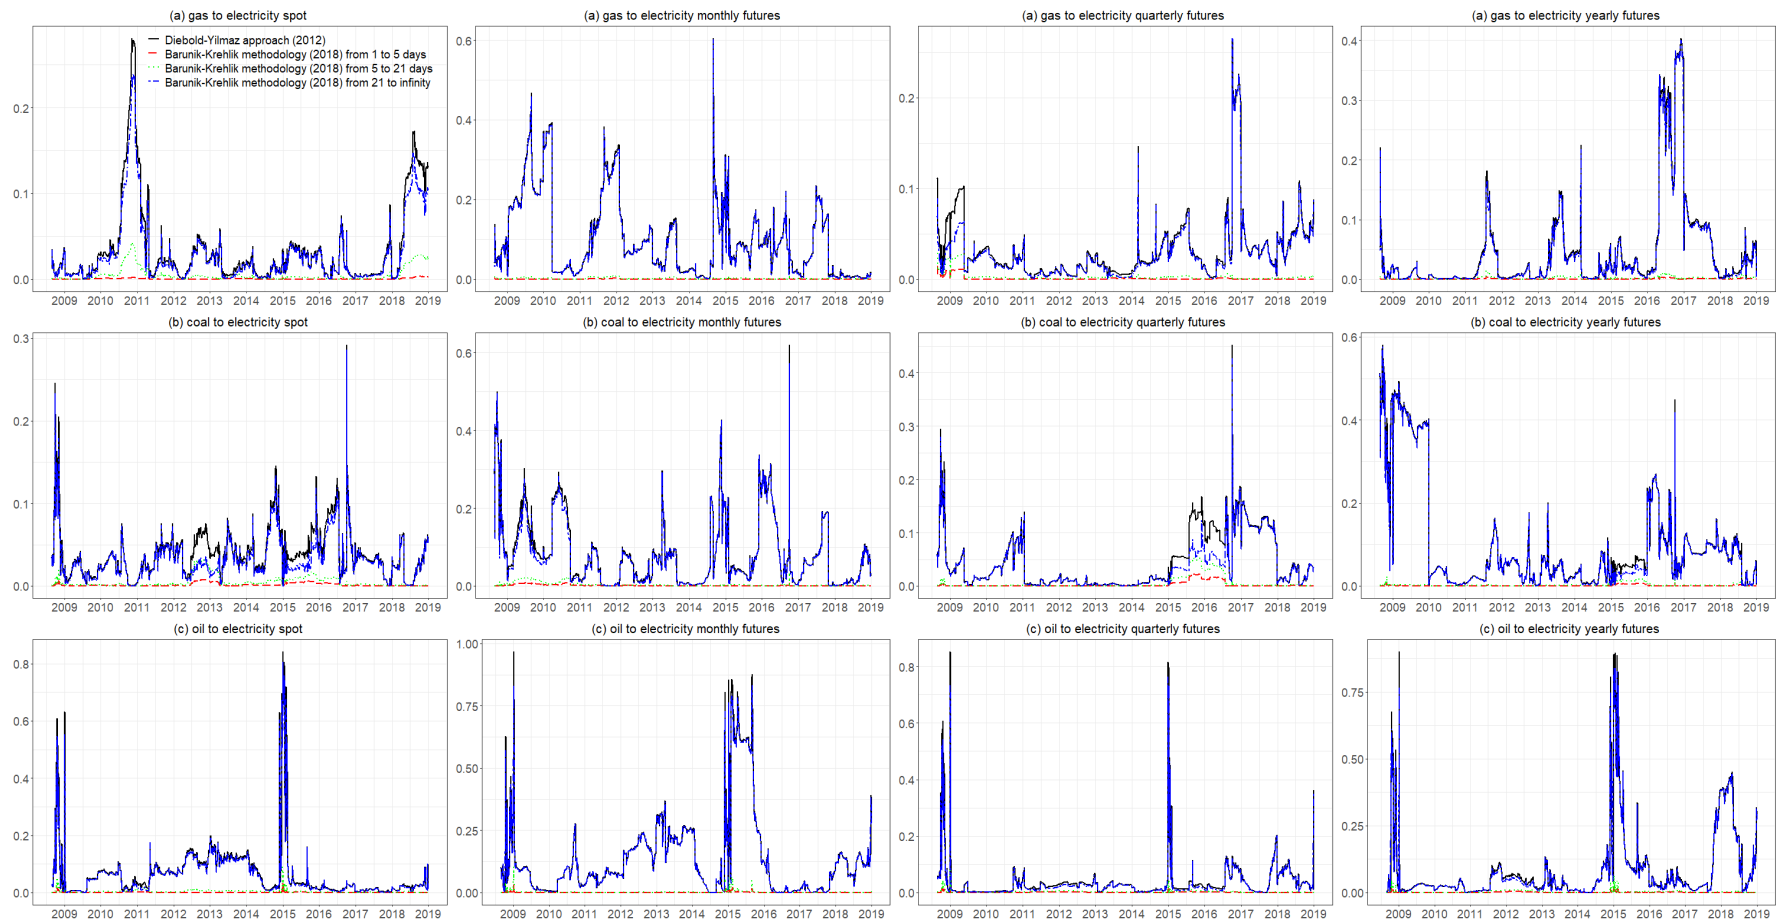 (a) gas to electricity spot
Diebold-Yilmaz approach (2012)
Barunik-Krehlik methodology (2018) from 1 to 5 days
Barunik-Krehlik methodology (2018) from 5 to 21 days
Barunik-Krehlik methodology (2018) from 21 to infinity
0.2
0.1
0.0
2009 2010 2011 2012 2013 2014 2015 2016 2017 2018 2019
(a) gas to electricity monthly futures
0.6
0.4
0.2
0.0
2009 2010 2011 2012 2013 2014 2015 2016 2017 2018 2019
(a) gas to electricity quarterly futures
0.2
0.1
0.0
2009 2010 2011 2012 2013 2014 2015 2016 2017 2018 2019
(a) gas to electricity yearly futures
0.4
0.3
0.2
0.1
0.0
2009 2010 2011 2012 2013 2014 2015 2016 2017 2018 2019
(b) coal to electricity spot
0.3
0.2
0.1
0.0
2009 2010 2011 2012 2013 2014 2015 2016 2017 2018 2019
(b) coal to electricity monthly futures
0.6
0.4
0.2
0.0
2009 2010 2011 2012 2013 2014 2015 2016 2017 2018 2019
(b) coal to electricity quarterly futures
0.4
0.3
0.2
0.1
0.0
2009 2010 2011 2012 2013 2014 2015 2016 2017 2018 2019
(b) coal to electricity yearly futures
0.6
0.4
0.2
0.0
2009 2010 2011 2012 2013 2014 2015 2016 2017 2018 2019
(c) oil to electricity spot
0.8
0.6
0.4
0.2
0.0
2009 2010 2011 2012 2013 2014 2015 2016 2017 2018 2019
(c) oil to electricity monthly futures
1.00
0.75
0.50
0.25
0.00
2009 2010 2011 2012 2013 2014 2015 2016 2017 2018 2019
(c) oil to electricity quarterly futures
0.8
0.6
0.4
0.2
0.0
2009 2010 2011 2012 2013 2014 2015 2016 2017 2018 2019
(c) oil to electricity yearly futures
0.75
0.50
0.25
0.00
2009 2010 2011 2012 2013 2014 2015 2016 2017 2018 2019